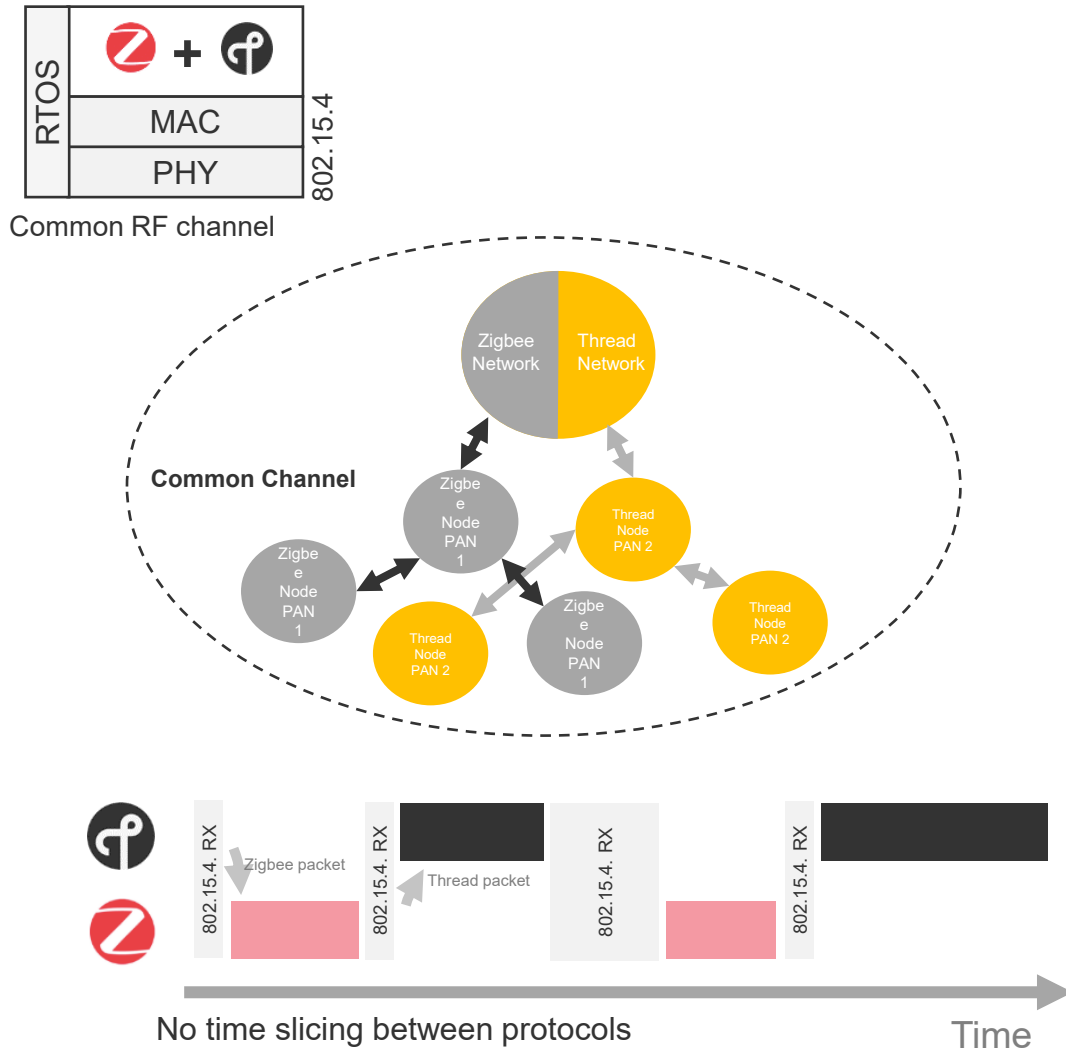 RTOS
+
MAC
PHY
802.15.4
Common RF channel
Zigbee
Network
Thread
Network
Common Channel
Zigbe
e
Node
PAN
1
Thread
Node
PAN 2
Zigbe
e
Node
PAN
1
Thread
Node
PAN 2
Zigbe
e
Node
PAN
1
Thread
Node
PAN 2
802.15.4. RX
Zigbee packet
802.15.4. RX
Thread packet
802.15.4. RX
802.15.4. RX
No time slicing between protocols
Time